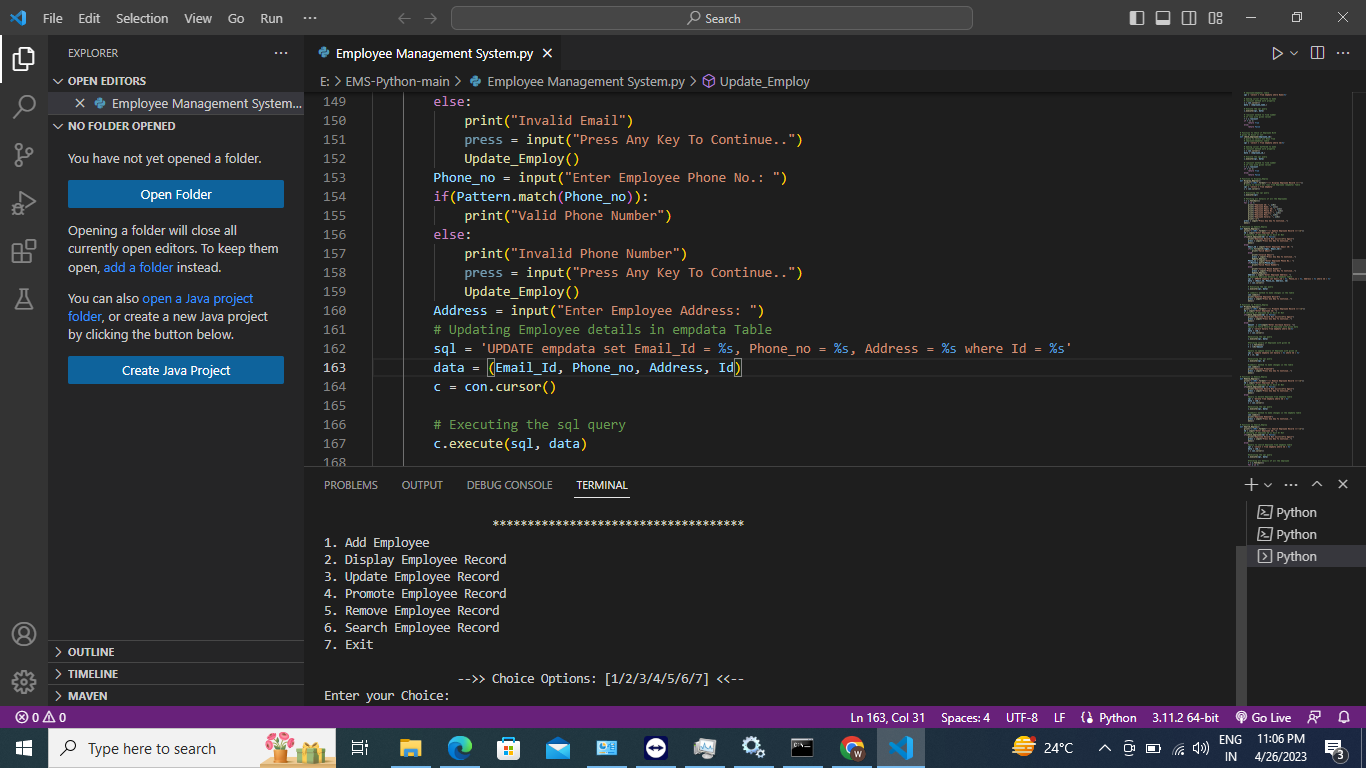 File Edit Selection View Go Run ···
Search
EXPLORER
OPEN EDITORS
Employee Management System...
NO FOLDER OPENED
You have not yet opened a folder.
Open Folder
Opening a folder will close all
currently open editors. To keep them
open, add a folder instead.
You can also open a Java project
folder, or create a new Java project
by clicking the button below.
Create Java Project
OUTLINE
TIMELINE
MAVEN
Employee Management System.py
E: > EMS-Python-main > Employee Management System.py > Update_Employ
149 else:
150 print("Invalid Email")
151 press = input("Press Any Key To Continue..")
152 Update_Employ()
153 Phone_no = input("Enter Employee Phone No.: ")
154 if(Pattern.match(Phone_no)):
155 print("Valid Phone Number")
156 else:
157 print("Invalid Phone Number")
158 press = input("Press Any Key To Continue..")
159 Update_Employ()
160 Address = input("Enter Employee Address: ")
161 # Updating Employee details in empdata Table
162 sql = 'UPDATE empdata set Email_Id = %s, Phone_no = %s, Address = %s where Id = %s'
163 data = (Email_Id, Phone_no, Address, Id)
164 c = con.cursor()
165
166 # Executing the sql query
167 c.execute(sql, data)
168
PROBLEMS OUTPUT DEBUG CONSOLE TERMINAL
************************************
1. Add Employee
2. Display Employee Record
3. Update Employee Record
4. Promote Employee Record
5. Remove Employee Record
6. Search Employee Record
7. Exit
-->> Choice Options: [1/2/3/4/5/6/7] <<--
Enter your Choice:
Python
Python
Python
0 0
Ln 163, Col 31 Spaces: 4 UTF-8 LF Python 3.11.2 64-bit Go Live
Type here to search
24°C
ENG
IN
11:06 PM
4/26/2023
3